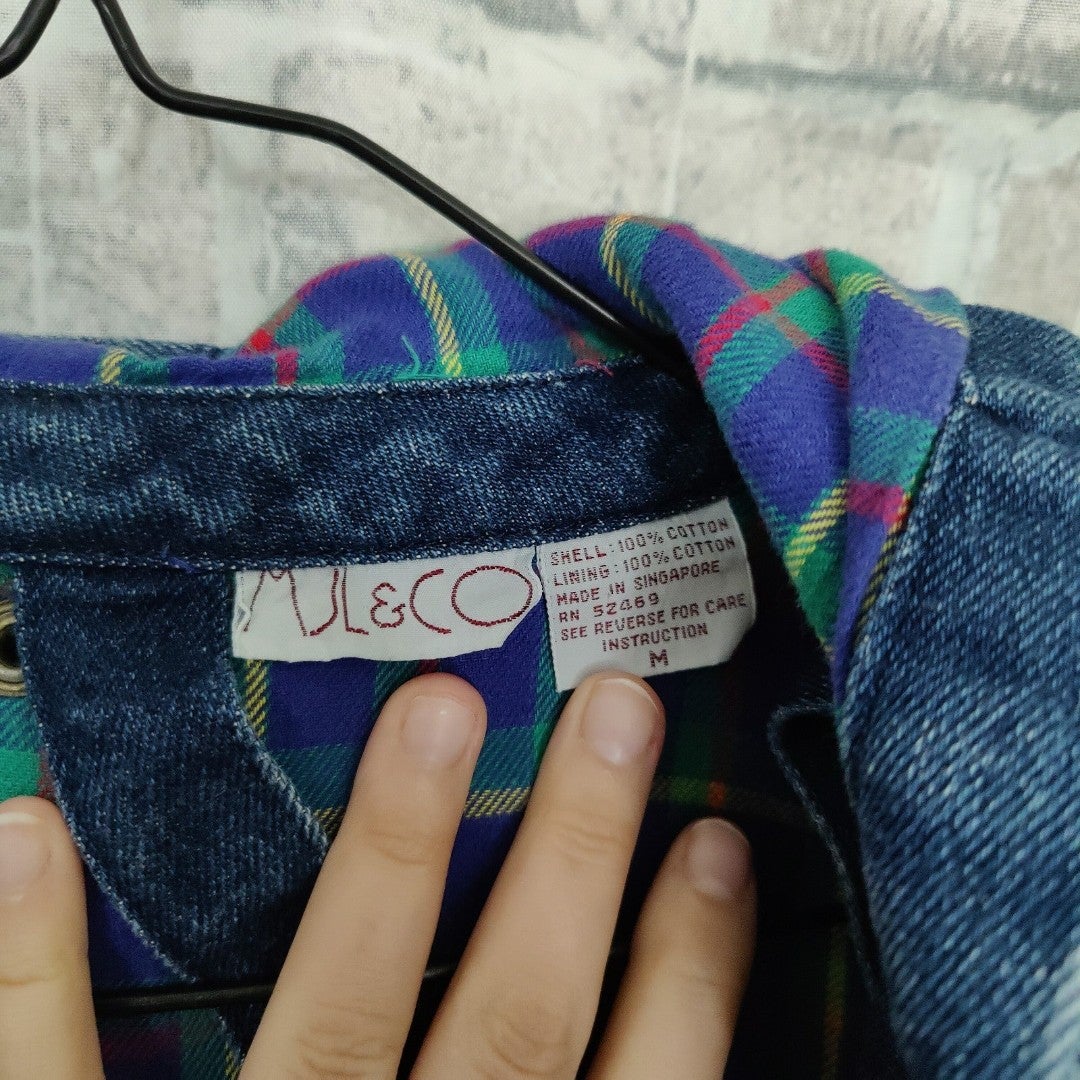 MJL&CO
SHELL: 100% COTTON
LINING: 100% COTTON
MADE IN SINGAPORE
RN 52469
SEE REVERSE FOR CARE
INSTRUCTION
M